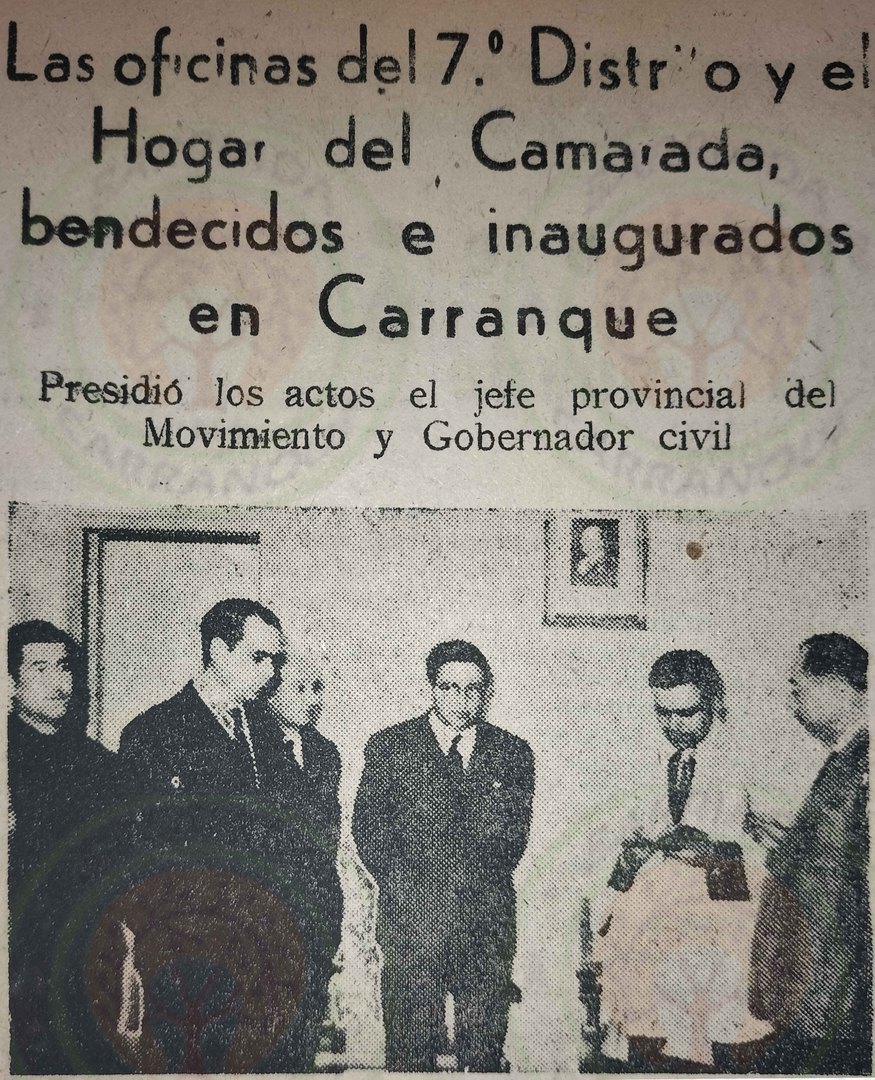 Las oficinas del 7.º Distrito y el
Hogar del Camarada,
bendecidos e inaugurados
en Carranque
Presidió los actos el jefe provincial del
Movimiento y Gobernador civil